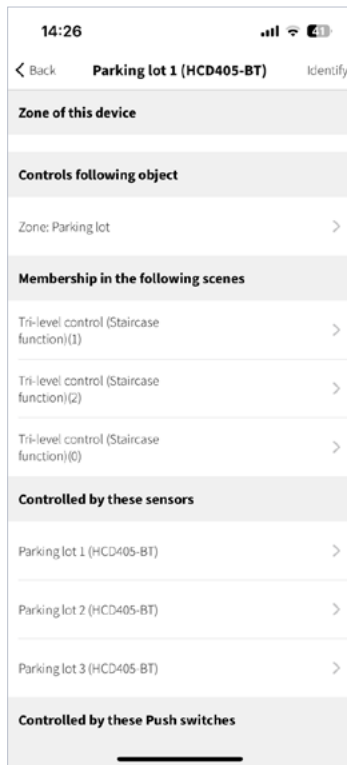 14:26
41
Back Parking lot 1 (HCD405-BT) Identify
Zone of this device
Controls following object
Zone: Parking lot
Membership in the following scenes
Tri-level control (Staircase
function)(1)
Tri-level control (Staircase
function)(2)
Tri-level control (Staircase
function)(0)
Controlled by these sensors
Parking lot 1 (HCD405-BT)
Parking lot 2 (HCD405-BT)
Parking lot 3 (HCD405-BT)
Controlled by these Push switches